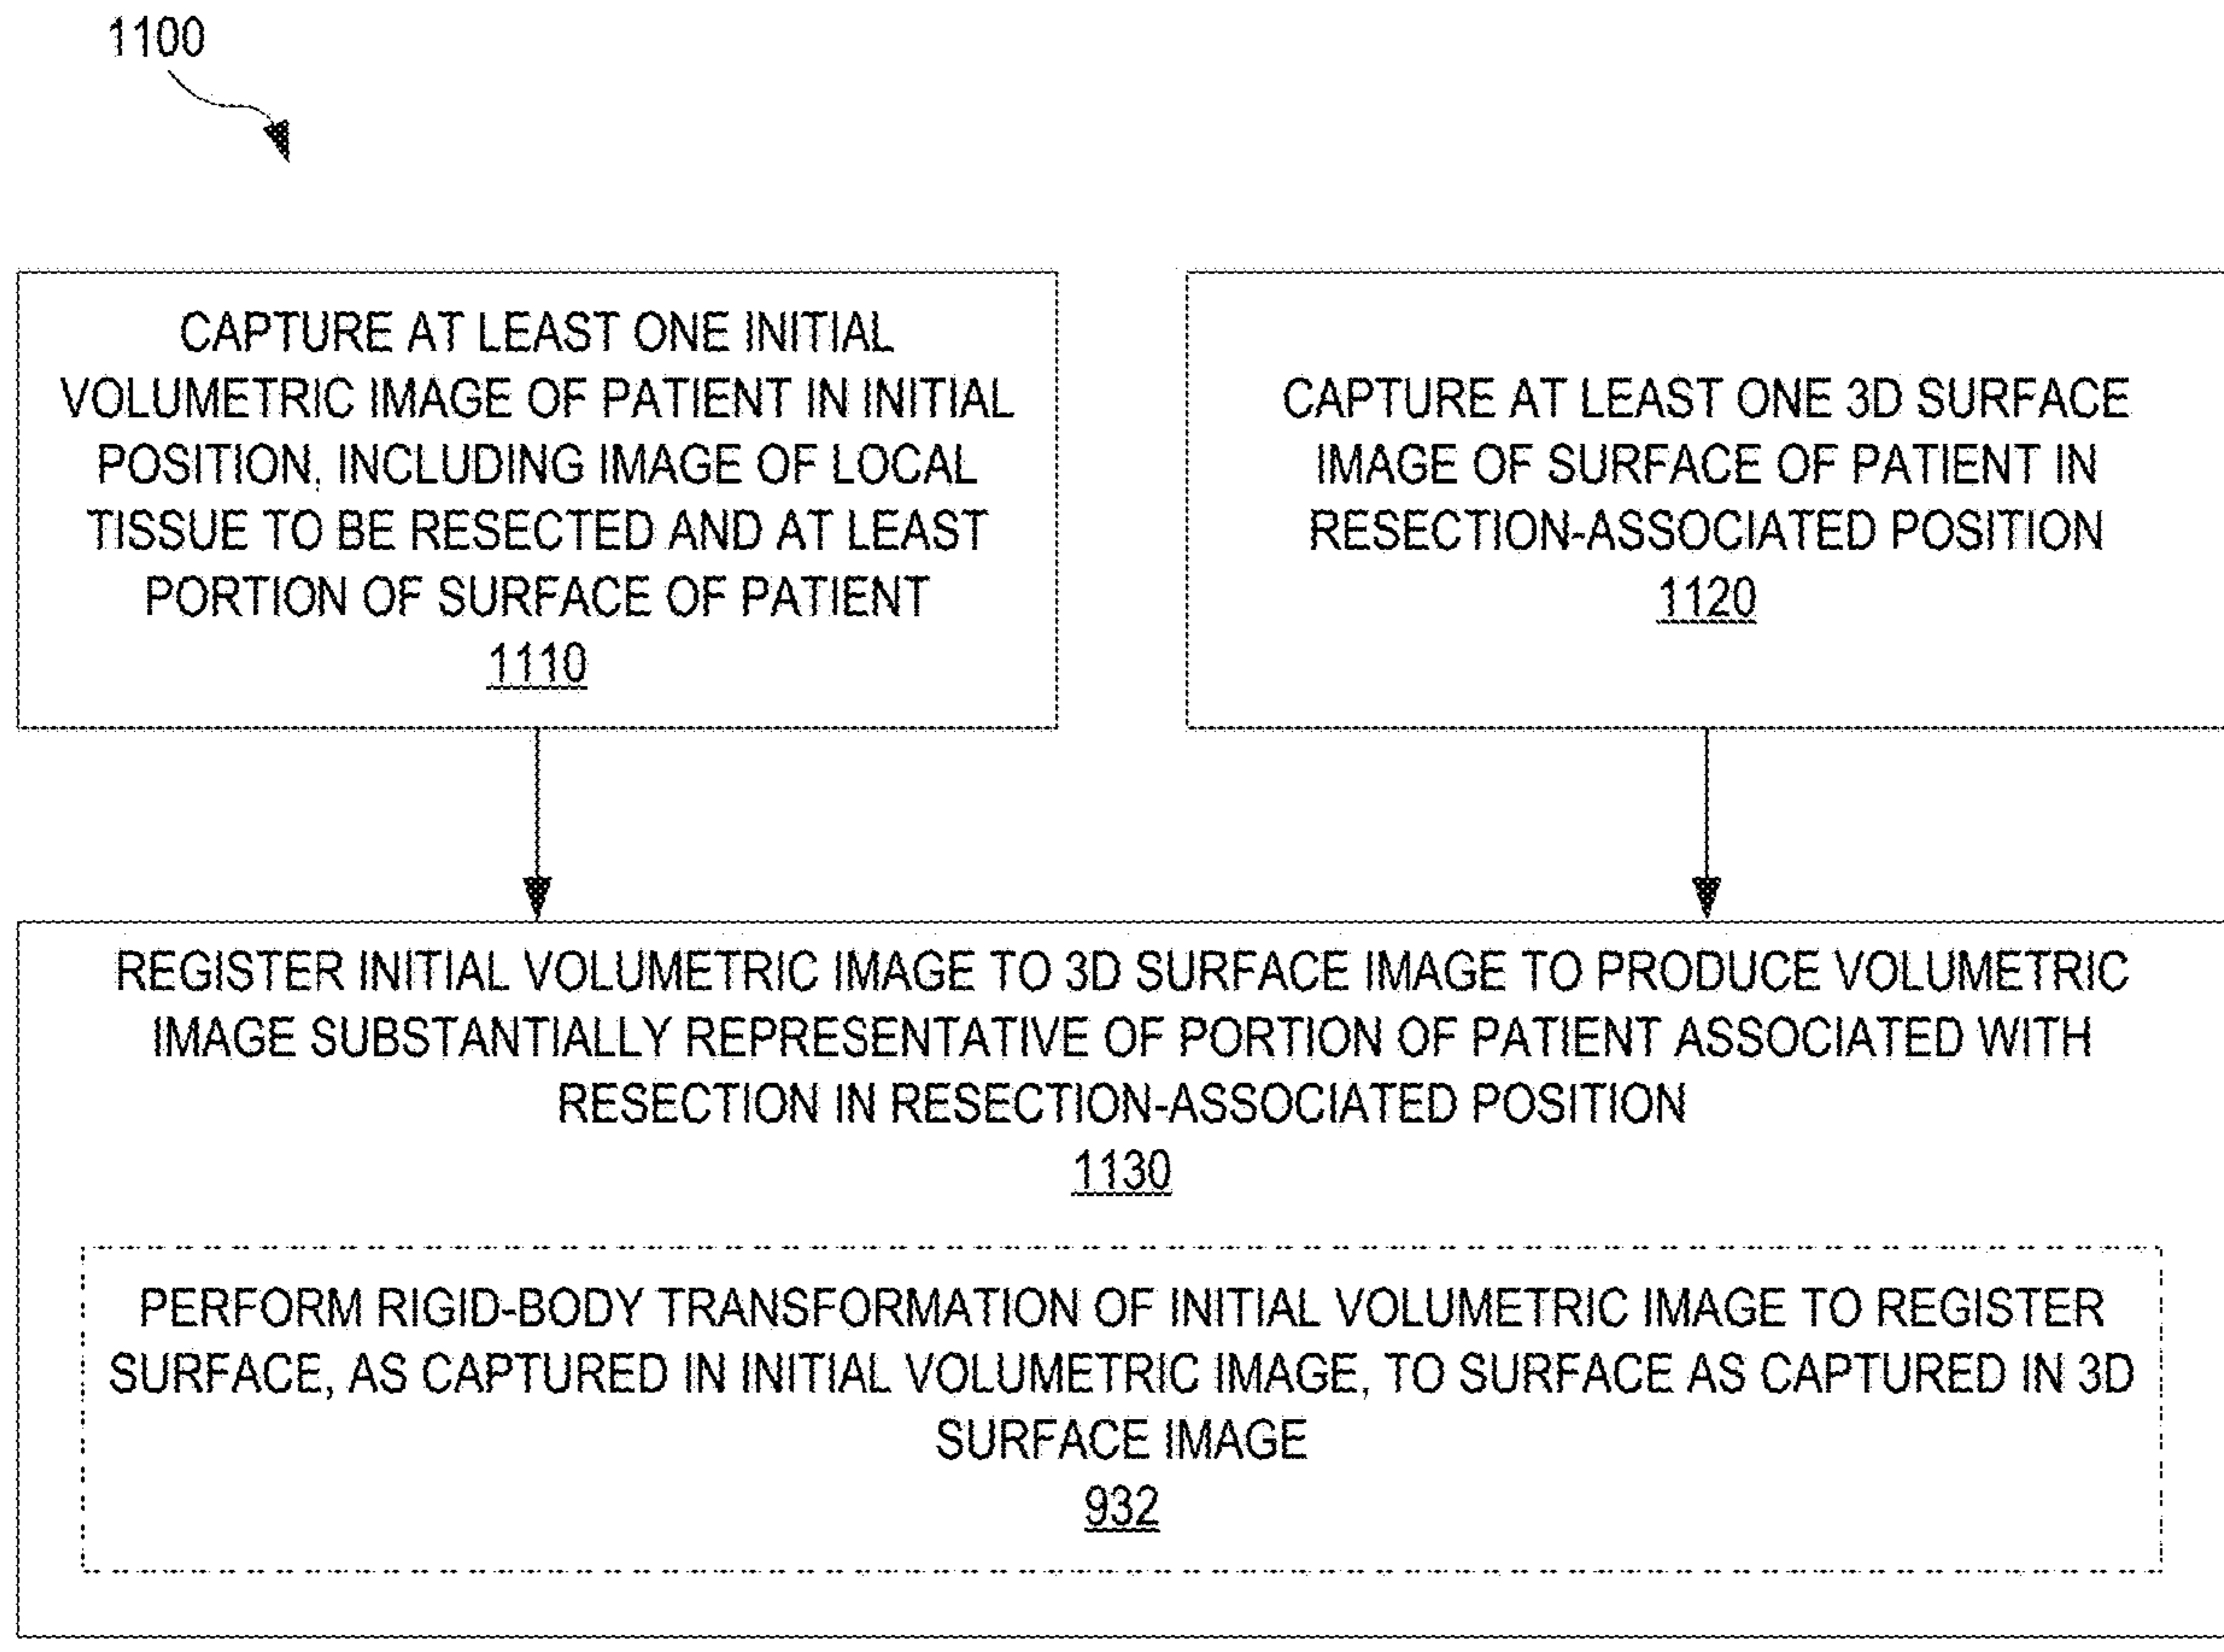 1100
CAPTURE AT LEAST ONE INITIAL
VOLUMETRIC IMAGE OF PATIENT IN INITIAL
POSITION, INCLUDING IMAGE OF LOCAL
TISSUE TO BE RESECTED AND AT LEAST
PORTION OF SURFACE OF PATIENT
1110
CAPTURE AT LEAST ONE 3D SURFACE
IMAGE OF SURFACE OF PATIENT IN
RESECTION-ASSOCIATED POSITION
1120
REGISTER INITIAL VOLUMETRIC IMAGE TO 3D SURFACE IMAGE TO PRODUCE VOLUMETRIC
IMAGE SUBSTANTIALLY REPRESENTATIVE OF PORTION OF PATIENT ASSOCIATED WITH
RESECTION IN RESECTION-ASSOCIATED POSITION
1130
PERFORM RIGID-BODY TRANSFORMATION OF INITIAL VOLUMETRIC IMAGE TO REGISTER
SURFACE, AS CAPTURED IN INITIAL VOLUMETRIC IMAGE, TO SURFACE AS CAPTURED IN 3D
SURFACE IMAGE
932